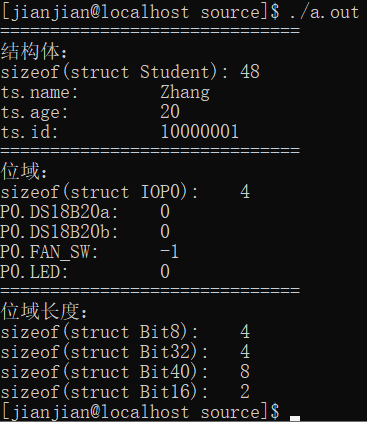 [jianjian@localhost source]$ ./a.out
==============================
结构体：
sizeof(struct Student): 48
ts.name:        Zhang
ts.age:         20
ts.id:          10000001
==============================
位域：
sizeof(struct IOP0):    4
P0.DS18B20a:    0
P0.DS18B20b:    0
P0.FAN_SW:      -1
P0.LED:         0
==============================
位域长度：
sizeof(struct Bit8):    4
sizeof(struct Bit32):   4
sizeof(struct Bit40):   8
sizeof(struct Bit16):   2
[jianjian@localhost source]$